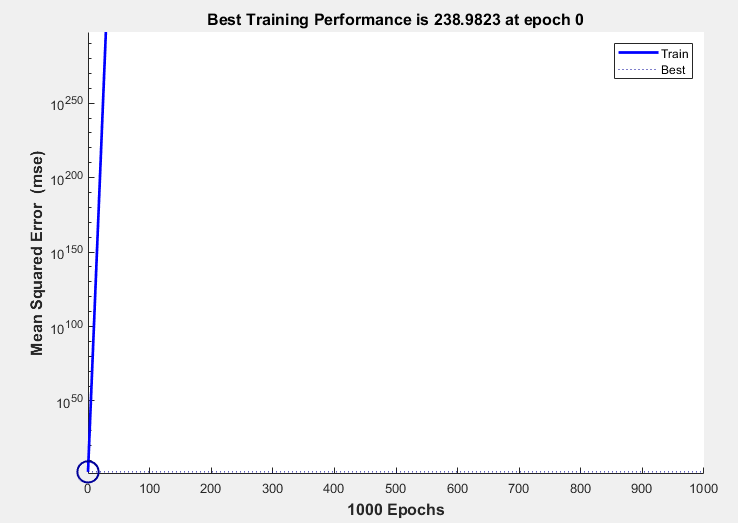 Best Training Performance is 238.9823 at epoch 0
Train
Best
Mean Squared Error (mse)
10^250
10^200
10^150
10^100
10^50
0 100 200 300 400 500 600 700 800 900 1000
1000 Epochs